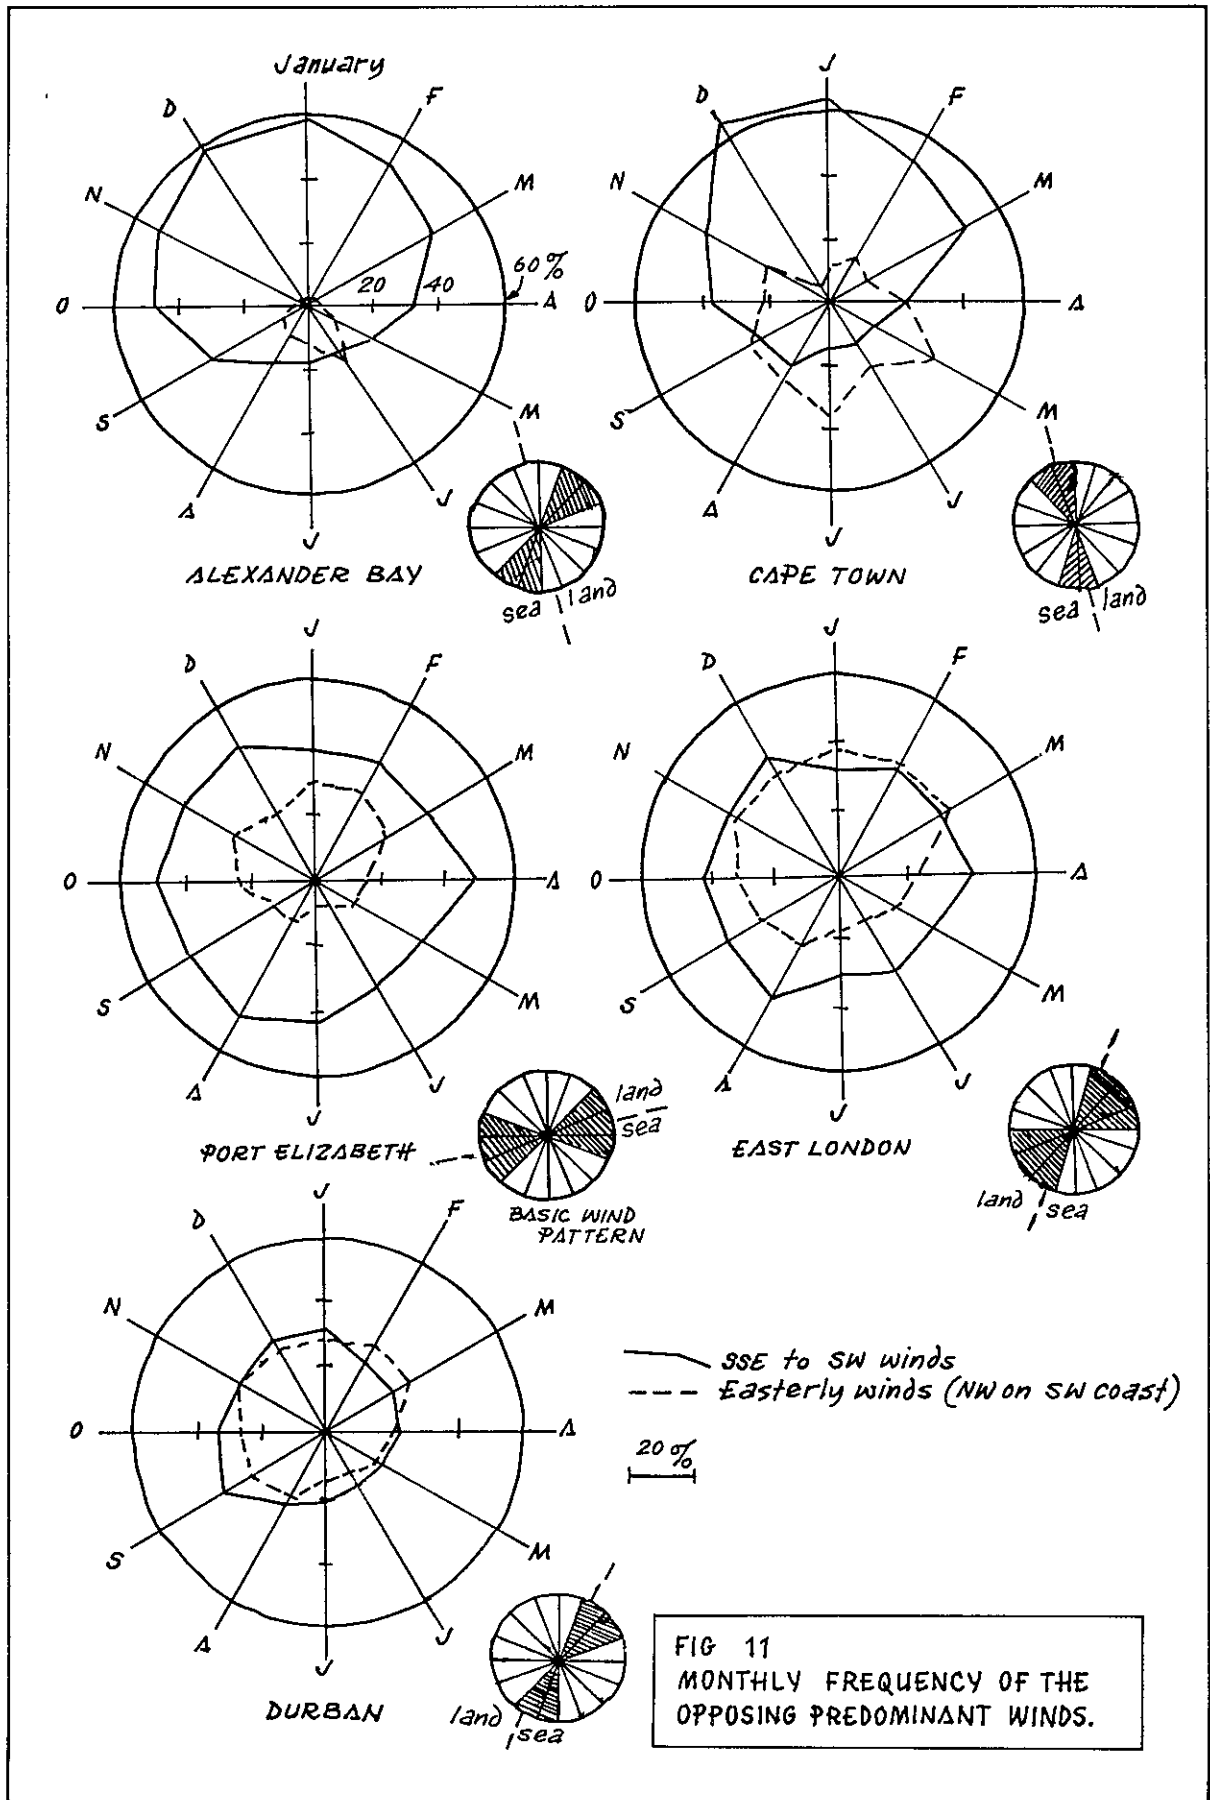 January
D
F
N
M
60%
20
40
O
A
S
M
A
J
J
ALEXANDER BAY
sea
land
J
D
F
N
M
O
A
S
M
A
J
J
CAPE TOWN
sea
land
J
D
F
N
M
O
A
S
M
A
J
J
PORT ELIZABETH
land
sea
BASIC WIND
PATTERN
J
D
F
N
M
O
A
S
M
A
J
J
EAST LONDON
land
sea
J
D
F
N
M
O
A
S
M
A
J
J
DURBAN
land
sea
SSE to SW winds
Easterly winds (NW on SW coast)
20%
FIG 11
MONTHLY FREQUENCY OF THE
OPPOSING PREDOMINANT WINDS.